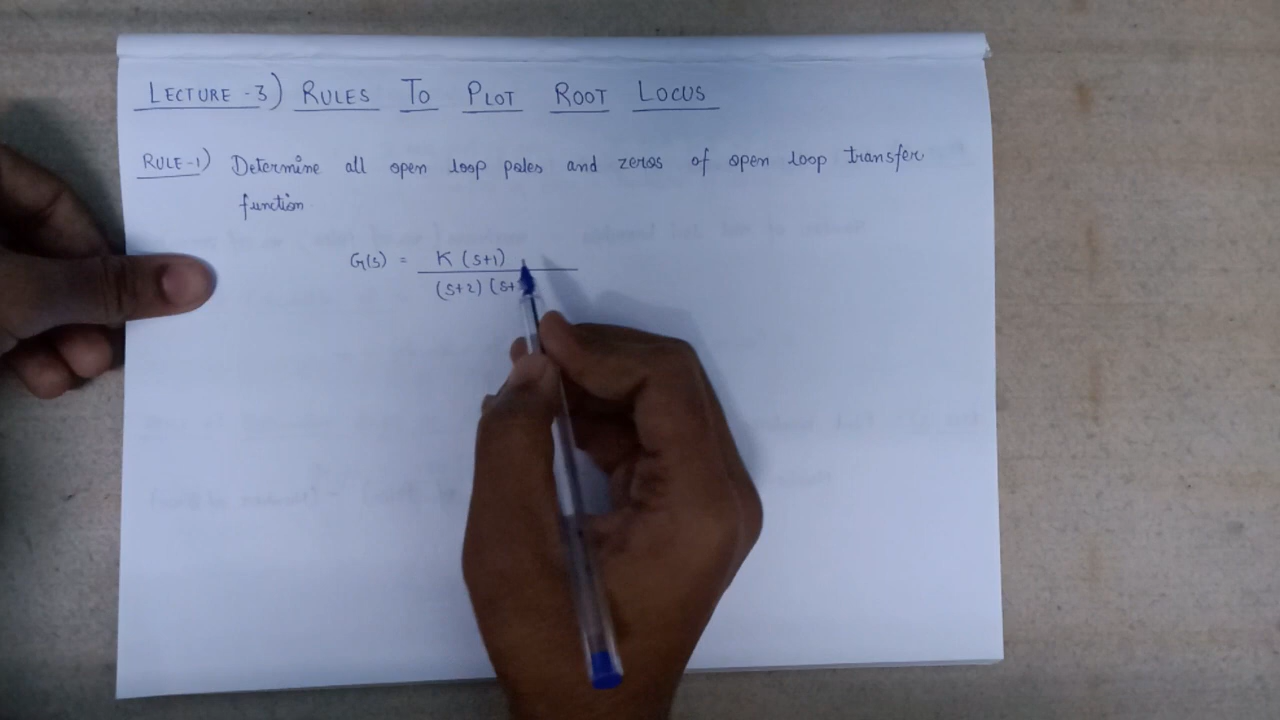 LECTURE -3) RULES TO PLOT ROOT LOCUS
RULE-1) Determine all open loop poles and zeros of open loop transfer
function
G(s) = K (s+1)
(s+2) (s+